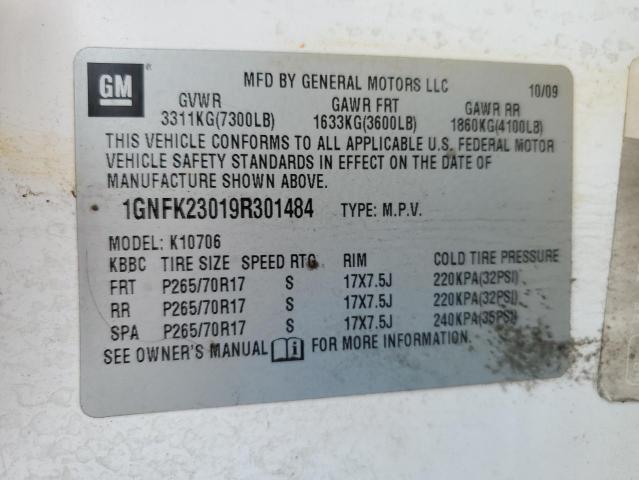 GM ®
MFD BY GENERAL MOTORS LLC 10/09
GVWR GAWR FRT GAWR RR
3311KG(7300LB) 1633KG(3600LB) 1860KG(4100LB)
THIS VEHICLE CONFORMS TO ALL APPLICABLE U.S. FEDERAL MOTOR
VEHICLE SAFETY STANDARDS IN EFFECT ON THE DATE OF
MANUFACTURE SHOWN ABOVE.
1GNFK23019R301484 TYPE: M.P.V.
MODEL: K10706
KBBC TIRE SIZE SPEED RTG RIM COLD TIRE PRESSURE
FRT P265/70R17 S 17X7.5J 220KPA(32PSI)
RR P265/70R17 S 17X7.5J 220KPA(32PSI)
SPA P265/70R17 S 17X7.5J 240KPA(35PSI)
SEE OWNER'S MANUAL i FOR MORE INFORMATION.